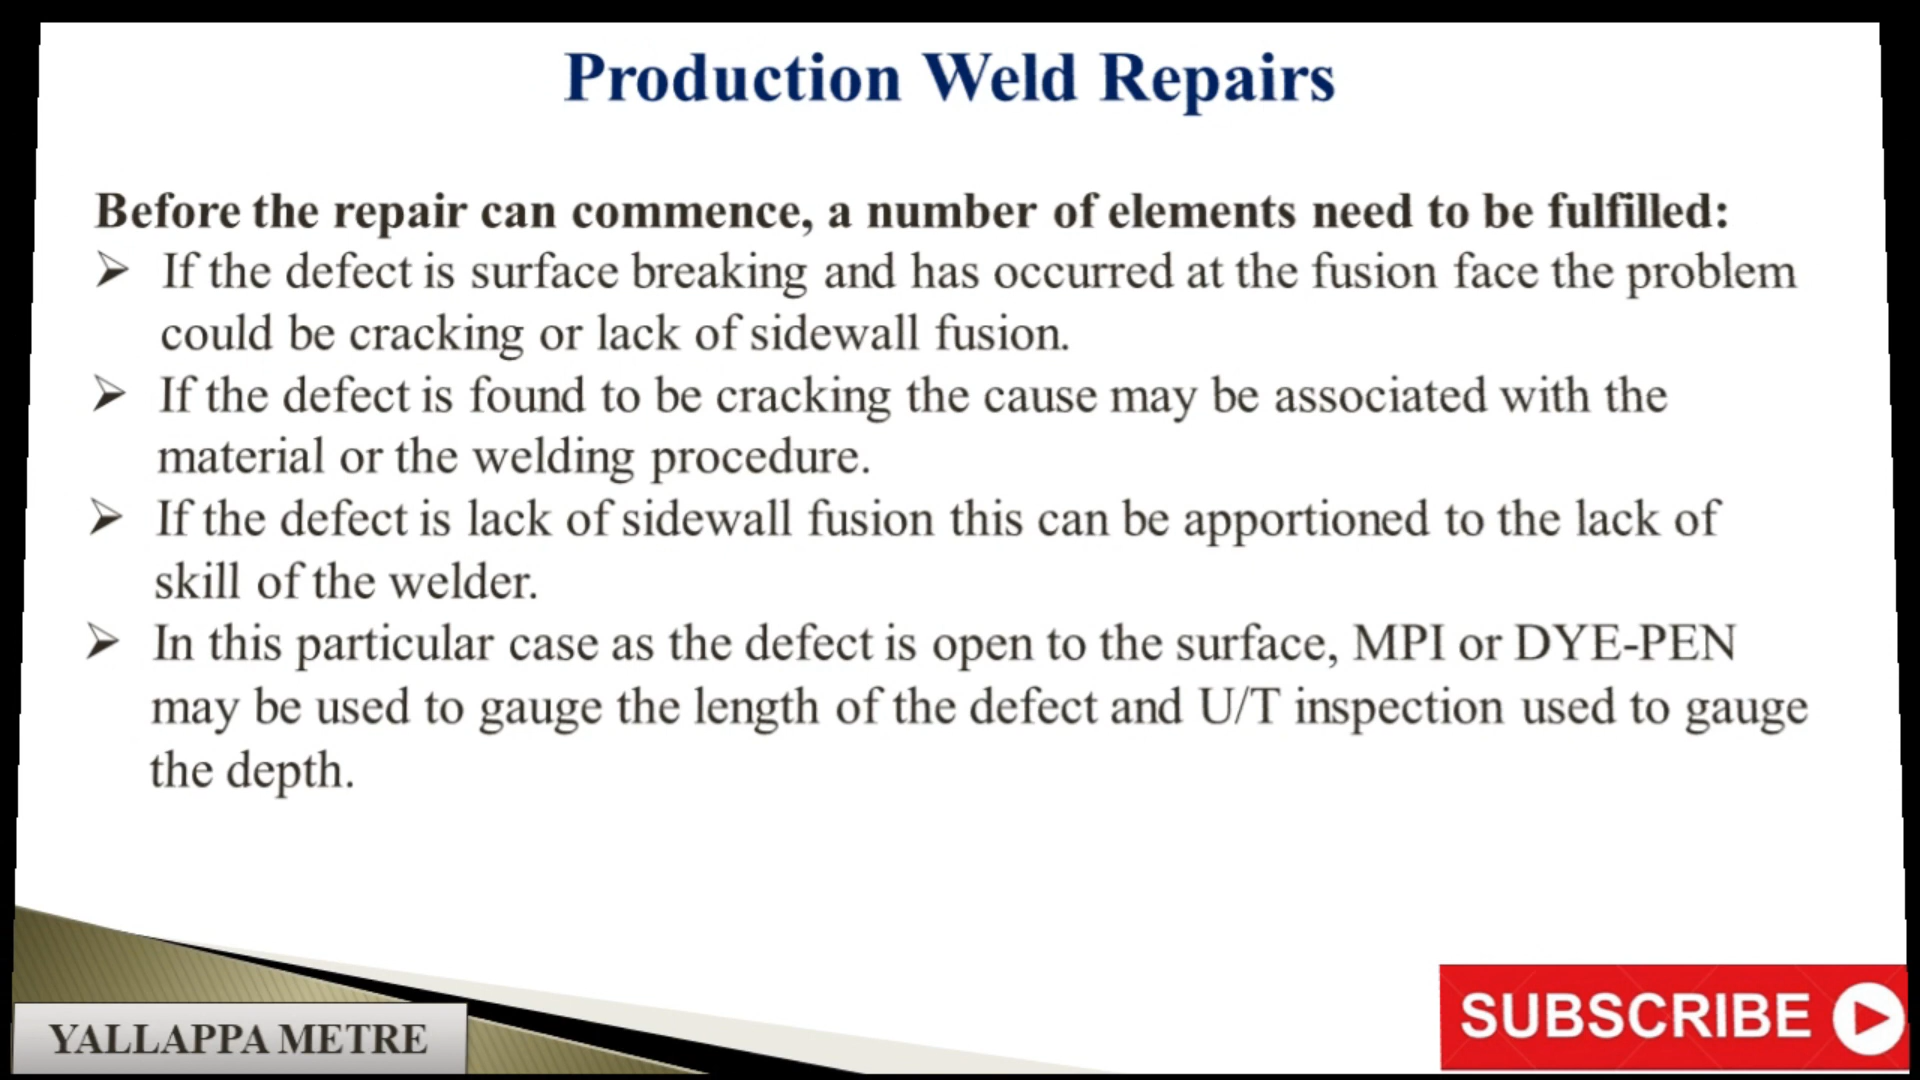 Production Weld Repairs
Before the repair can commence, a number of elements need to be fulfilled:
➢ If the defect is surface breaking and has occurred at the fusion face the problem
could be cracking or lack of sidewall fusion.
➢ If the defect is found to be cracking the cause may be associated with the
material or the welding procedure.
➢ If the defect is lack of sidewall fusion this can be apportioned to the lack of
skill of the welder.
➢ In this particular case as the defect is open to the surface, MPI or DYE-PEN
may be used to gauge the length of the defect and U/T inspection used to gauge
the depth.
YALLAPPA METRE
SUBSCRIBE